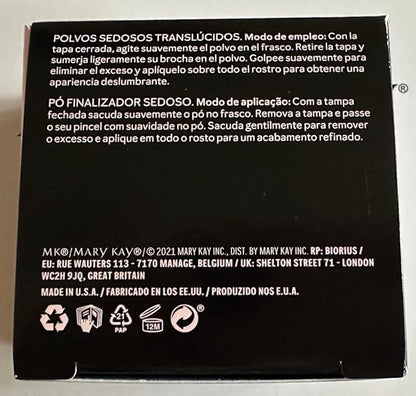 POLVOS SEDOSOS TRANSLÚCIDOS. Modo de empleo: Con la
tapa cerrada, agite suavemente el polvo en el frasco. Retire la tapa y
sumerja ligeramente su brocha en el polvo. Golpee suavemente para
eliminar el exceso y aplíquelo sobre todo el rostro para obtener una
apariencia deslumbrante.
PÓ FINALIZADOR SEDOSO. Modo de aplicação: Com a tampa
fechada sacuda suavemente o pó no frasco. Remova a tampa e passe
o seu pincel com suavidade no pó. Sacuda gentilmente para remover
o excesso e aplique em todo o rosto para um acabamento refinado.
®
MK®/MARY KAY®/© 2021 MARY KAY INC., DIST. BY MARY KAY INC. RP: BIORIUS /
EU: RUE WAUTERS 113 - 7170 MANAGE, BELGIUM / UK: SHELTON STREET 71 - LONDON
WC2H 9JQ, GREAT BRITAIN
MADE IN U.S.A. / FABRICADO EN LOS EE.UU. / PRODUZIDO NOS E.U.A.
21
PAP
12M
®